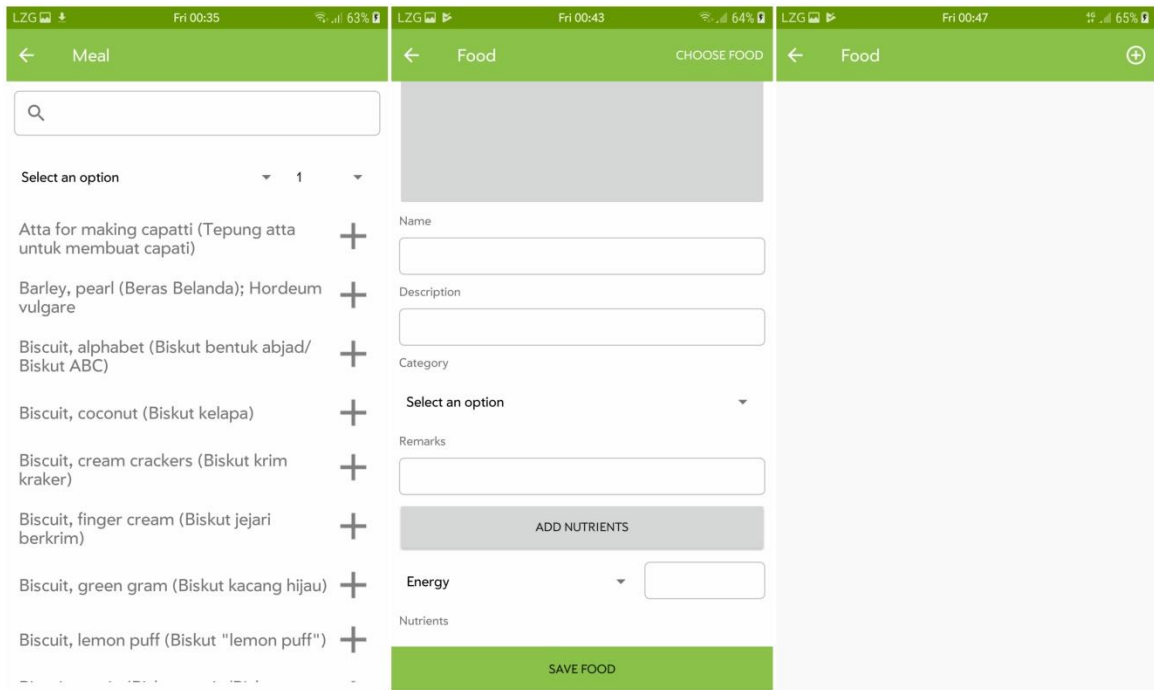 LZG Fri 00:35 63%
Meal
Select an option 1
Atta for making capatti (Tepung atta
untuk membuat capati)
Barley, pearl (Beras Belanda); Hordeum
vulgare
Biscuit, alphabet (Biskut bentuk abjad/
Biskut ABC)
Biscuit, coconut (Biskut kelapa)
Biscuit, cream crackers (Biskut krim
kraker)
Biscuit, finger cream (Biskut jejari
berkrim)
Biscuit, green gram (Biskut kacang hijau)
Biscuit, lemon puff (Biskut "lemon puff")
LZG Fri 00:43 64%
Food CHOOSE FOOD
Name
Description
Category
Select an option
Remarks
ADD NUTRIENTS
Energy
Nutrients
SAVE FOOD
LZG Fri 00:47 4G 65%
Food